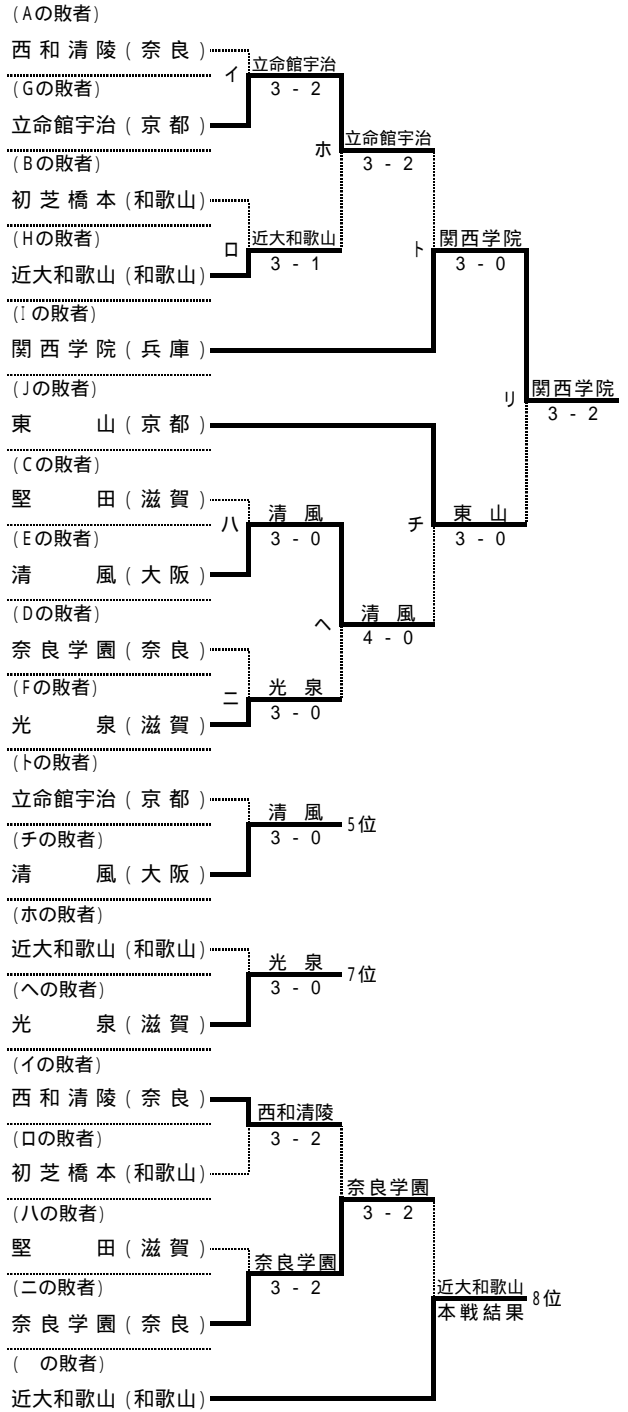 (Aの敗者)
西和清陵(奈良)
イ 立命館宇治
3 - 2
(Gの敗者)
立命館宇治(京都)
ホ 立命館宇治
3 - 2
(Bの敗者)
初芝橋本(和歌山)
ロ 近大和歌山
3 - 1
(Hの敗者)
近大和歌山(和歌山)
ト 関西学院
3 - 0
(Iの敗者)
関西学院(兵庫)
リ 関西学院
3 - 2
(Jの敗者)
東山(京都)
(Cの敗者)
堅田(滋賀)
ハ 清風
3 - 0
チ 東山
3 - 0
(Eの敗者)
清風(大阪)
ヘ 清風
4 - 0
(Dの敗者)
奈良学園(奈良)
ニ 光泉
3 - 0
(Fの敗者)
光泉(滋賀)
(トの敗者)
立命館宇治(京都)
清風 5位
3 - 0
(チの敗者)
清風(大阪)
(ホの敗者)
近大和歌山(和歌山)
光泉 7位
3 - 0
(ヘの敗者)
光泉(滋賀)
(イの敗者)
西和清陵(奈良)
西和清陵
3 - 2
(ロの敗者)
初芝橋本(和歌山)
奈良学園
3 - 2
(ハの敗者)
堅田(滋賀)
奈良学園
3 - 2
(ニの敗者)
奈良学園(奈良)
近大和歌山 8位
本戦結果
( の敗者)
近大和歌山(和歌山)